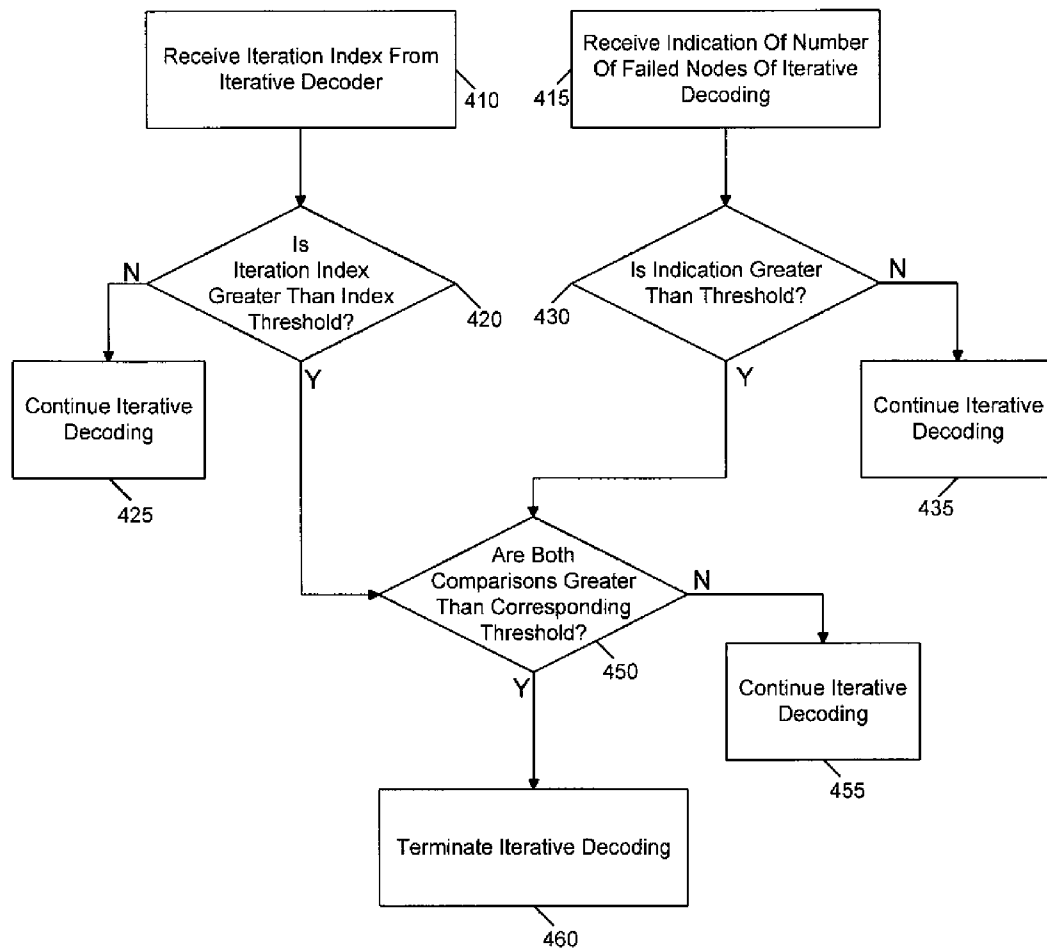 Receive Iteration Index From
Iterative Decoder
410
Receive Indication Of Number
Of Failed Nodes Of Iterative
Decoding
415
Is
Iteration Index
Greater Than Index
Threshold?
420
N
Y
Is Indication Greater
Than Threshold?
430
N
Y
Continue Iterative
Decoding
425
Continue Iterative
Decoding
435
Are Both
Comparisons Greater
Than Corresponding
Threshold?
450
N
Y
Continue Iterative
Decoding
455
Terminate Iterative Decoding
460